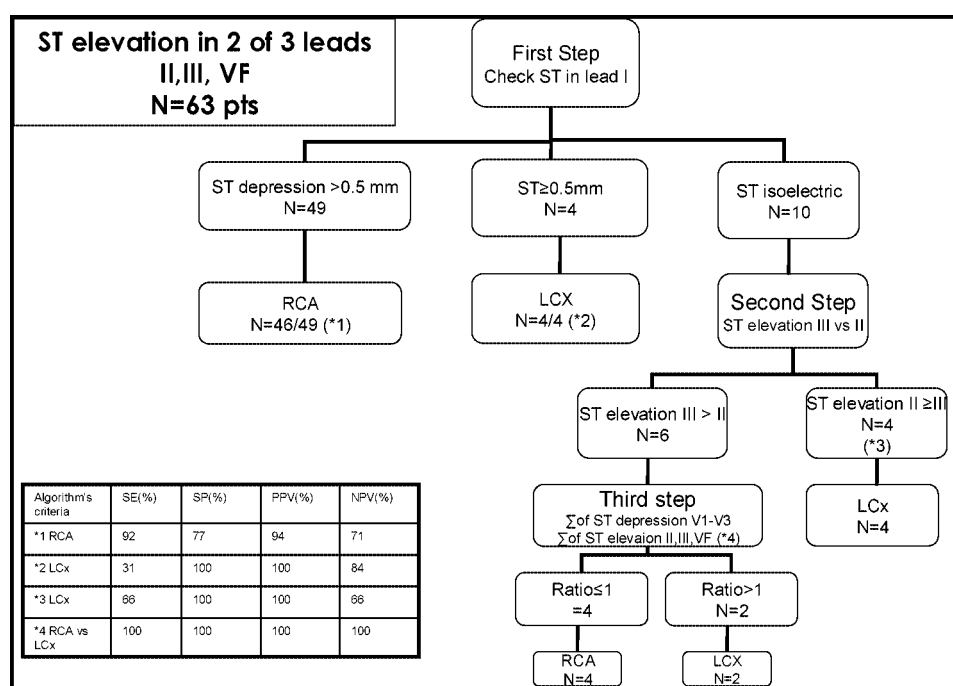 ST elevation in 2 of 3 leads
II,III, VF
N=63 pts
First Step
Check ST in lead I
ST depression >0.5 mm
N=49
ST≥0.5mm
N=4
ST isoelectric
N=10
RCA
N=46/49 (*1)
LCX
N=4/4 (*2)
Second Step
ST elevation III vs II
ST elevation III > II
N=6
ST elevation II ≥III
N=4
(*3)
Third step
∑of ST depression V1-V3
∑of ST elevaion II,III,VF (*4)
LCx
N=4
Ratio≤1
=4
Ratio>1
N=2
RCA
N=4
LCX
N=2
Algorithm's criteria SE(%) SP(%) PPV(%) NPV(%)
*1 RCA 92 77 94 71
*2 LCx 31 100 100 84
*3 LCx 66 100 100 66
*4 RCA vs LCx 100 100 100 100